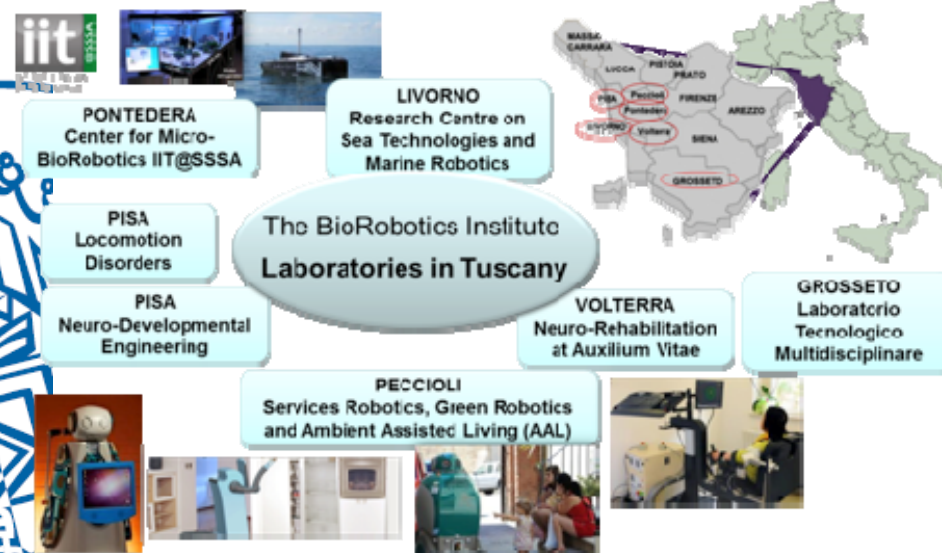 iit
@SSSA
PONTEDERA
Center for Micro-
BioRobotics IIT@SSSA
LIVORNO
Research Centre on
Sea Technologies and
Marine Robotics
MASSA
CARRARA
LUCCA
PISTOIA
PRATO
PISA
Peccioli
FIRENZE
Pontedera
AREZZO
LIVORNO
Volterra
SIENA
GROSSETO
PISA
Locomotion
Disorders
The BioRobotics Institute
Laboratories in Tuscany
PISA
Neuro-Developmental
Engineering
VOLTERRA
Neuro-Rehabilitation
at Auxilium Vitae
GROSSETO
Laboratorio
Tecnologico
Multidisciplinare
PECCIOLI
Services Robotics, Green Robotics
and Ambient Assisted Living (AAL)